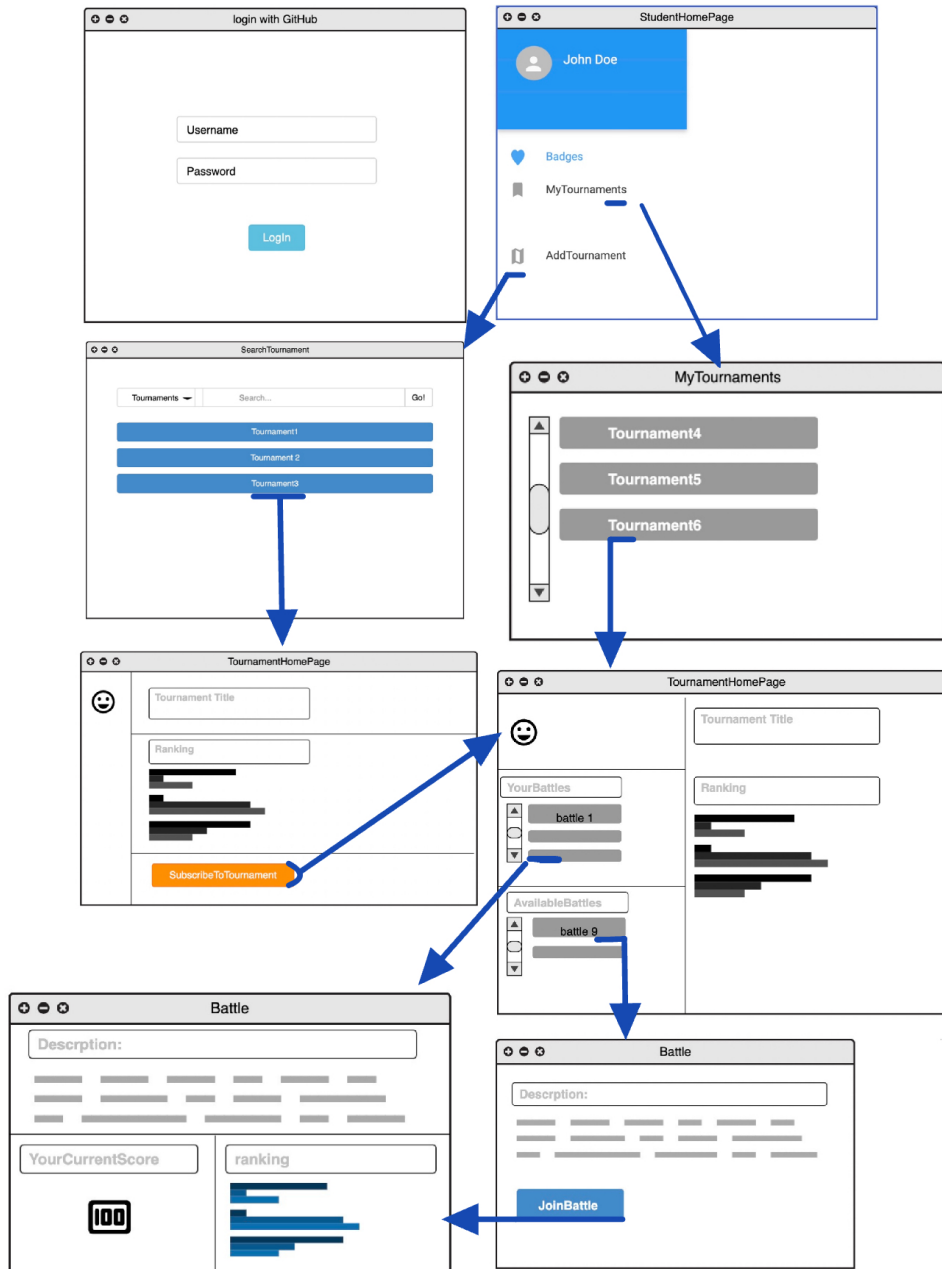 login with GitHub
Username
Password
LogIn
StudentHomePage
John Doe
Badges
MyTournaments
AddTournament
SearchTournament
Tournaments
Search...
Go!
Tournament1
Tournament 2
Tournament3
MyTournaments
Tournament4
Tournament5
Tournament6
TournamentHomePage
Tournament Title
Ranking
SubscribeToTournament
TournamentHomePage
Tournament Title
YourBattles
battle 1
Ranking
AvailableBattles
battle 9
Battle
Descrption:
YourCurrentScore
ranking
100
Battle
Descrption:
JoinBattle